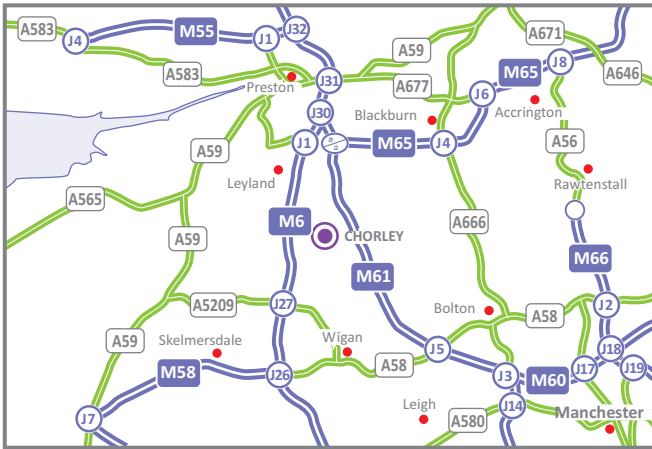 A583
J4
M55
J1
J32
A59
A671
J8
A646
A583
Preston
J31
A677
J6
M65
Accrington
J30
Blackburn
J1
M65
J4
A56
A59
Leyland
Rawtenstall
A565
A59
M6
CHORLEY
A666
M61
M66
A5209
J27
Bolton
A58
J2
A59
Skelmersdale
Wigan
M58
J26
A58
J5
J3
M60
J17
J18
J19
J7
Leigh
A580
J14
Manchester